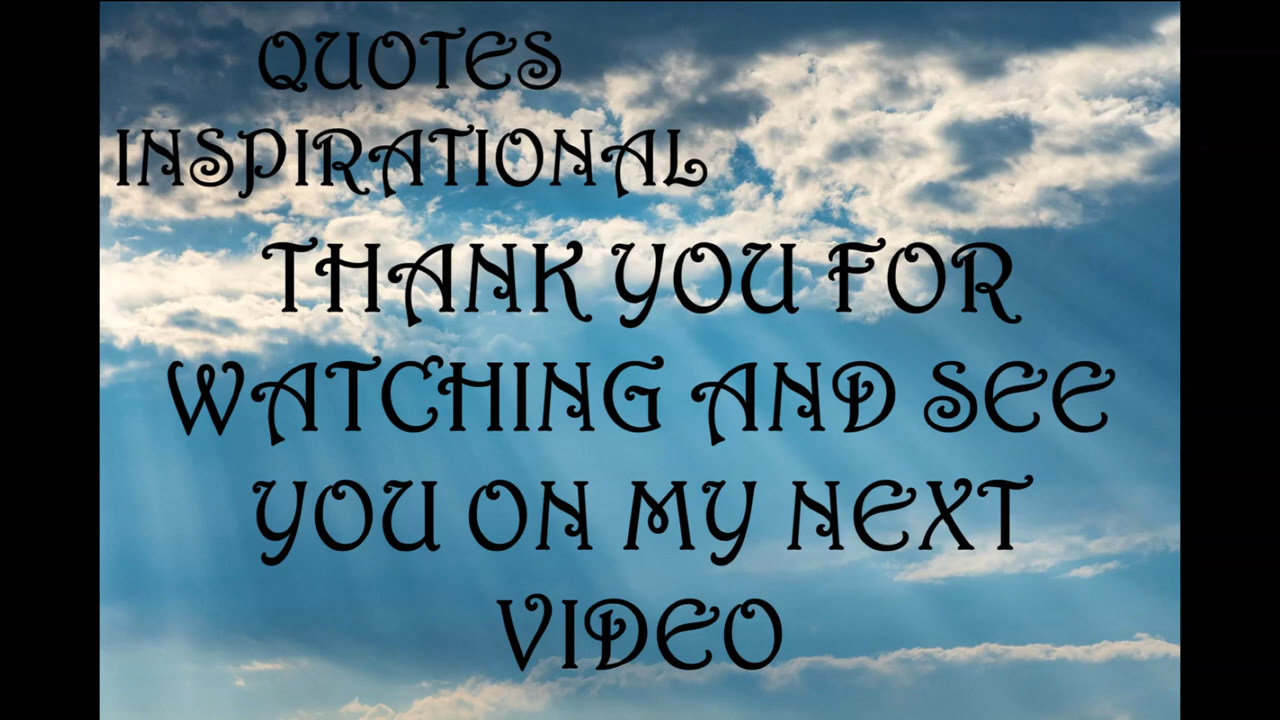 QUOTES
INSPIRATIONAL
THANK YOU FOR
WATCHING AND SEE
YOU ON MY NEXT
VIDEO